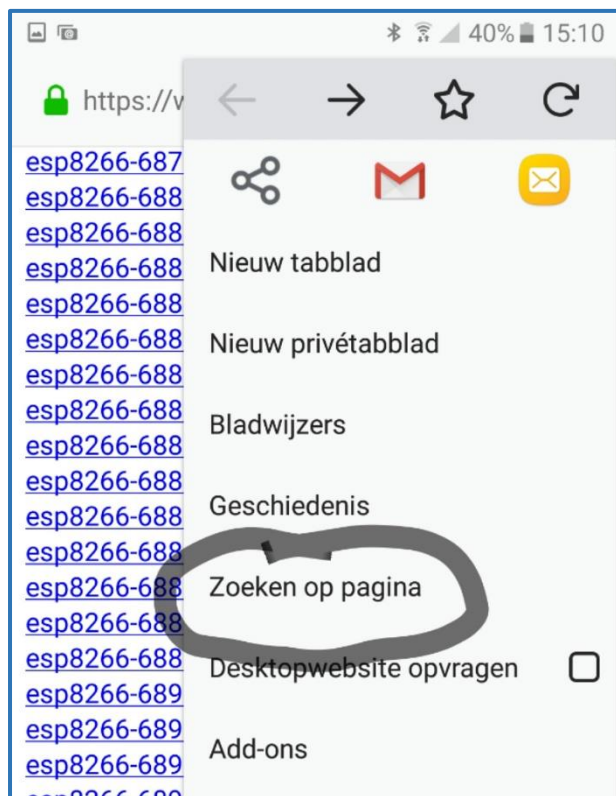 40% 15:10
https://w
esp8266-687
esp8266-688
esp8266-688
esp8266-688
esp8266-688
esp8266-688
esp8266-688
esp8266-688
esp8266-688
esp8266-688
esp8266-688
esp8266-688
esp8266-688
esp8266-688
esp8266-688
esp8266-689
esp8266-689
esp8266-689
Nieuw tabblad
Nieuw privétabblad
Bladwijzers
Geschiedenis
Zoeken op pagina
Desktopwebsite opvragen
Add-ons